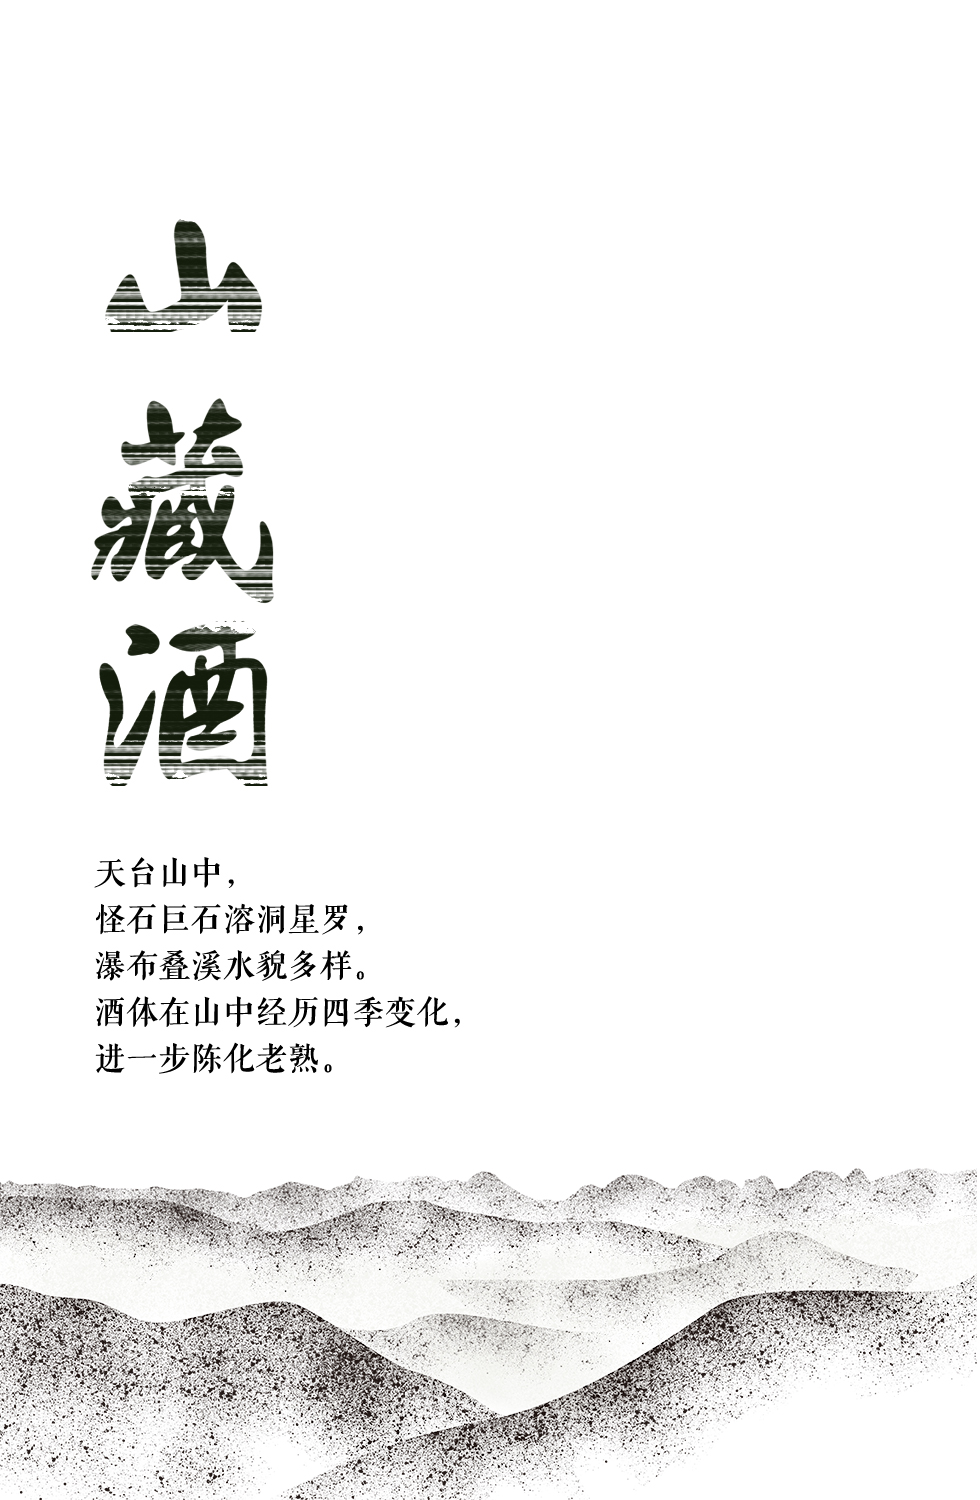 山藏酒
天台山中，
怪石巨石溶洞星罗，
瀑布叠溪水貌多样。
酒体在山中经历四季变化，
进一步陈化老熟。